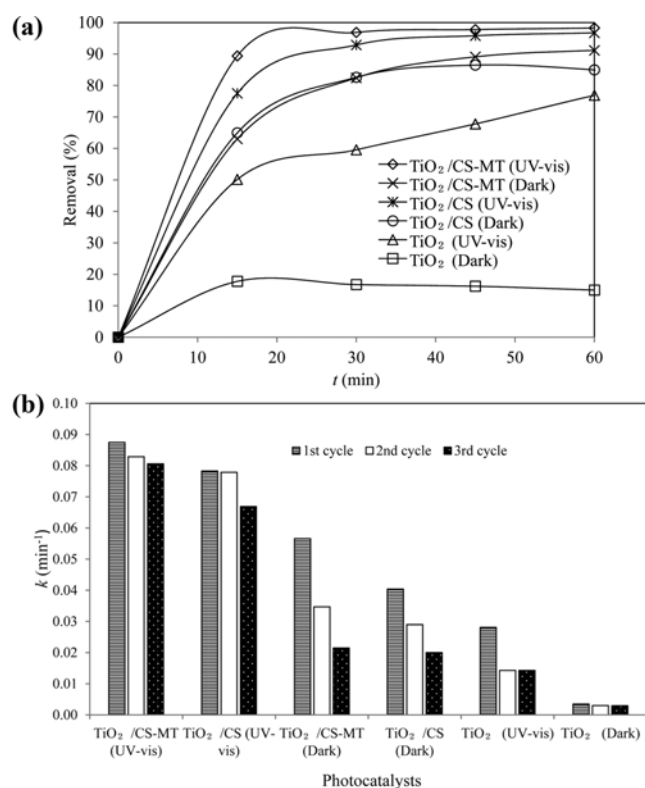 (a)
100
90
80
70
60
50
40
30
20
10
0
Removal (%)
TiO₂ /CS-MT (UV-vis)
TiO₂ /CS-MT (Dark)
TiO₂ /CS (UV-vis)
TiO₂ /CS (Dark)
TiO₂ (UV-vis)
TiO₂ (Dark)
0 10 20 30 40 50 60
t (min)
(b)
0.10
0.09
0.08
0.07
0.06
0.05
0.04
0.03
0.02
0.01
0.00
k (min⁻¹)
1st cycle 2nd cycle 3rd cycle
TiO₂ /CS-MT TiO₂ /CS (UV- TiO₂ /CS-MT TiO₂ /CS TiO₂ (UV-vis) TiO₂ (Dark)
(UV-vis) vis) (Dark) (Dark)
Photocatalysts